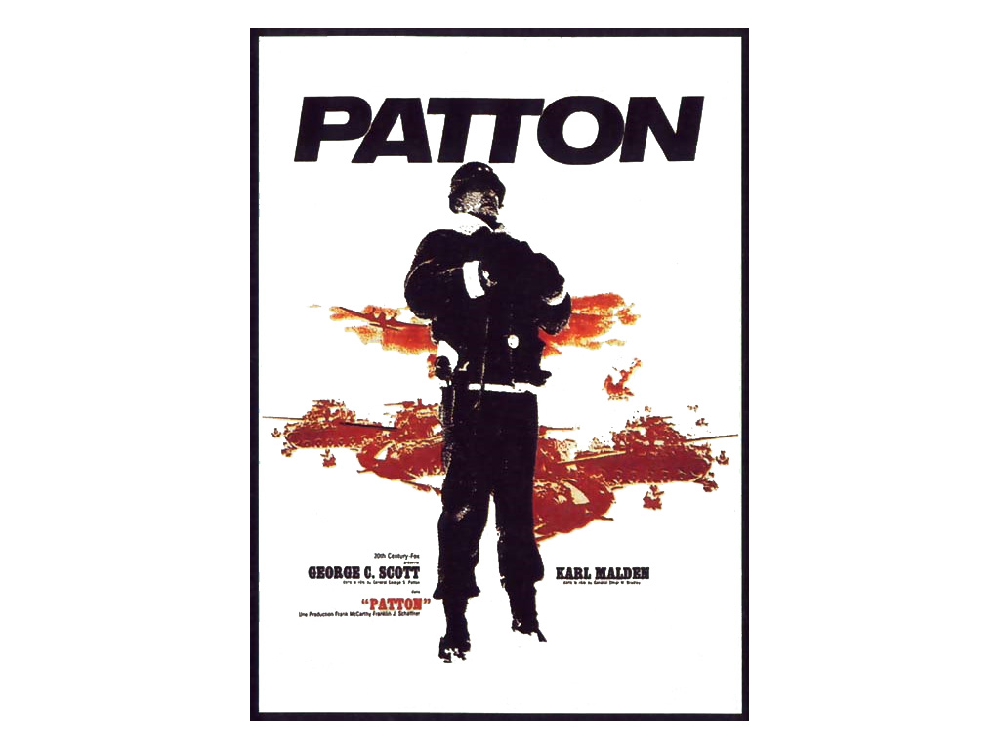 PATTON
20th Century-Fox
présente
GEORGE C. SCOTT
dans le rôle du Général George S. Patton
KARL MALDEN
dans le rôle du Général Omar N. Bradley
dans
“PATTON”
Une Production Frank McCarthy Franklin J. Schaffner